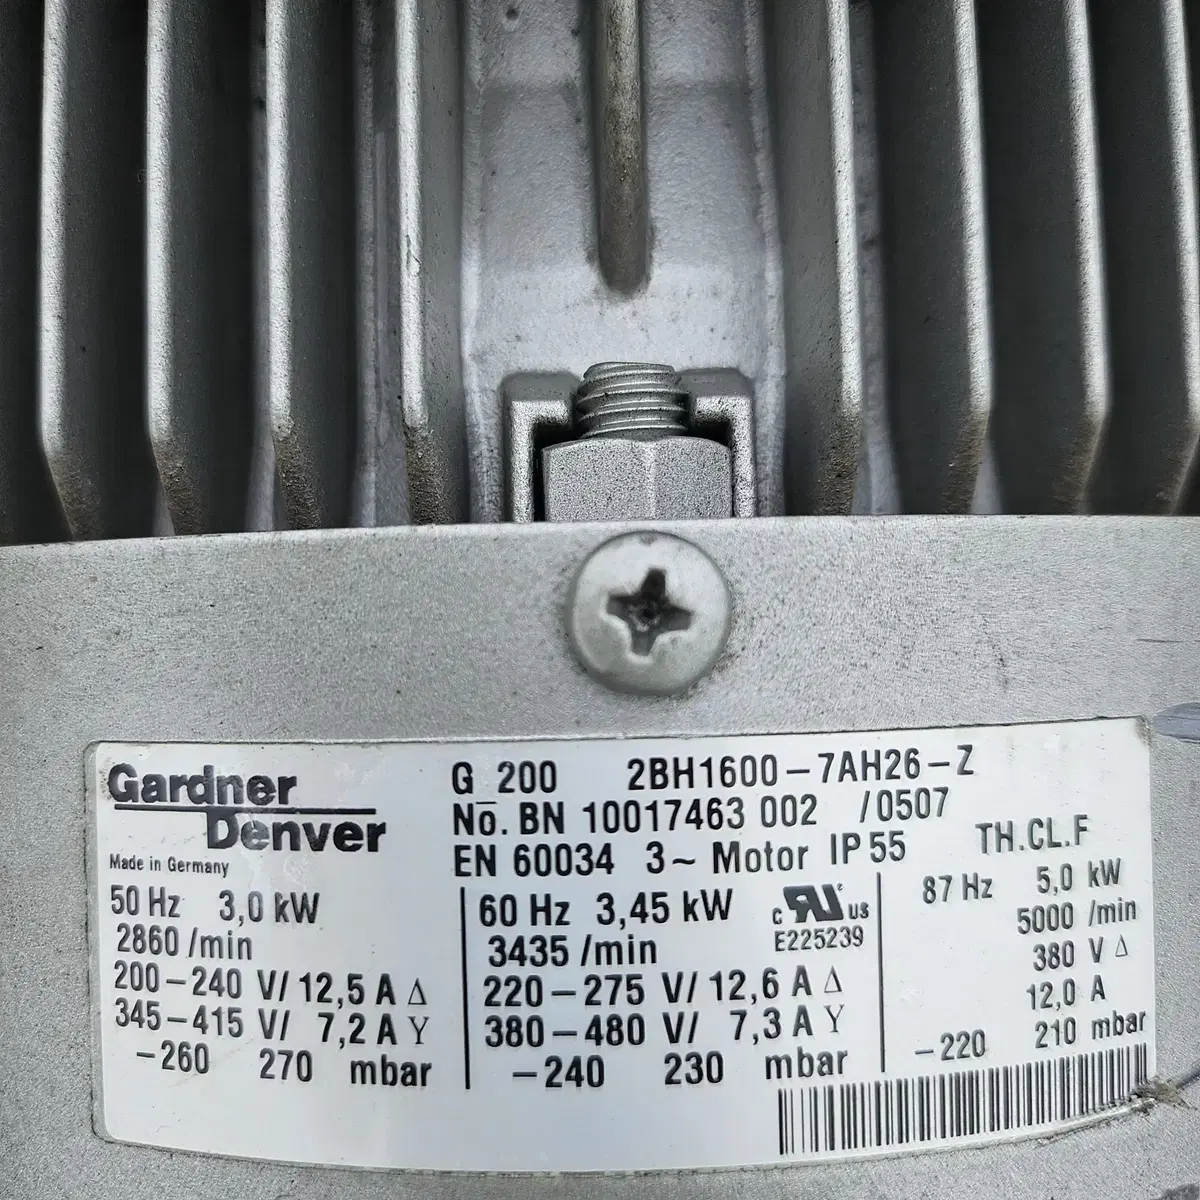 Gardner
Denver
Made in Germany
G 200 2BH1600-7AH26-Z
No. BN 10017463 002 /0507
EN 60034 3~ Motor IP 55 TH.CL.F
50 Hz 3,0 kW
2860 /min
200-240 V/ 12,5 A Δ
345-415 V/ 7,2 A Y
-260 270 mbar
60 Hz 3,45 kW
3435 /min
220-275 V/ 12,6 A Δ
380-480 V/ 7,3 A Y
-240 230 mbar
c RU us
E225239
87 Hz 5,0 kW
5000 /min
380 V Δ
12,0 A
-220 210 mbar